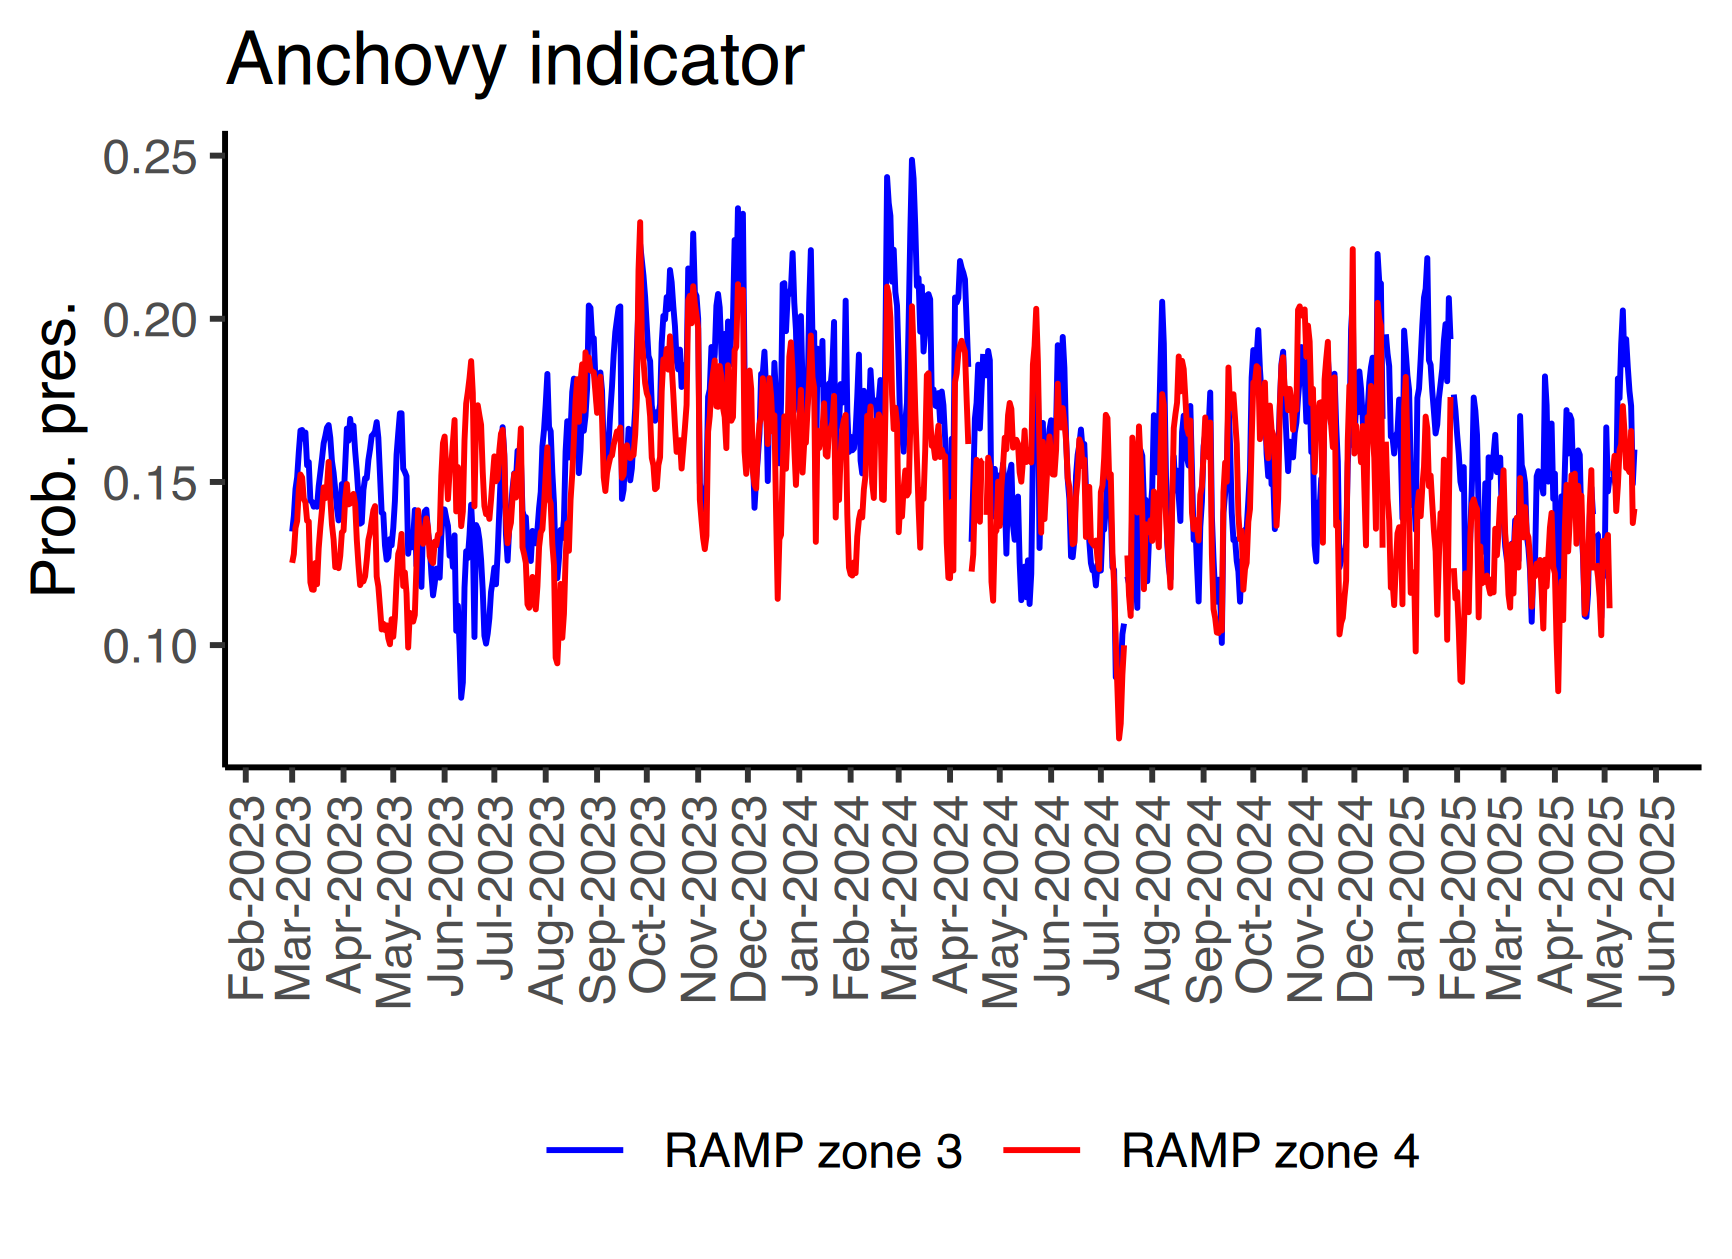 Anchovy indicator
Prob. pres.
0.25
0.20
0.15
0.10
Feb-2023
Mar-2023
Apr-2023
May-2023
Jun-2023
Jul-2023
Aug-2023
Sep-2023
Oct-2023
Nov-2023
Dec-2023
Jan-2024
Feb-2024
Mar-2024
Apr-2024
May-2024
Jun-2024
Jul-2024
Aug-2024
Sep-2024
Oct-2024
Nov-2024
Dec-2024
Jan-2025
Feb-2025
Mar-2025
Apr-2025
May-2025
Jun-2025
RAMP zone 3
RAMP zone 4